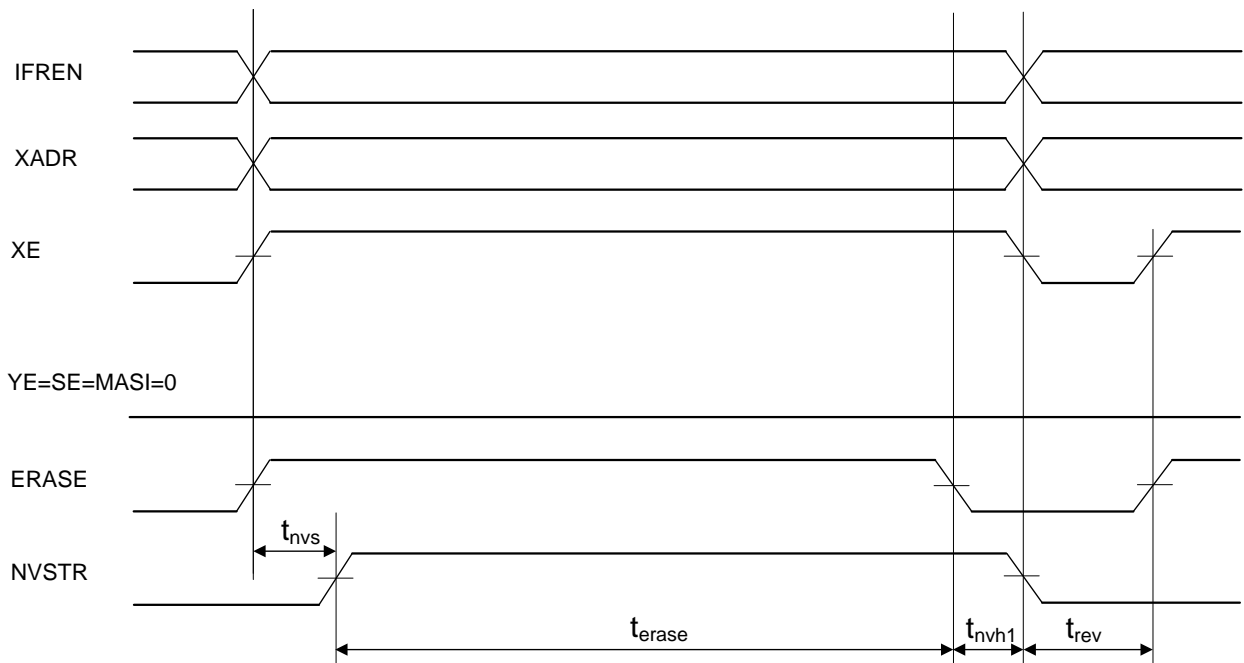 IFREN
XADR
XE
YE=SE=MASI=0
ERASE
tnvs
NVSTR
terase
tnvh1
trev